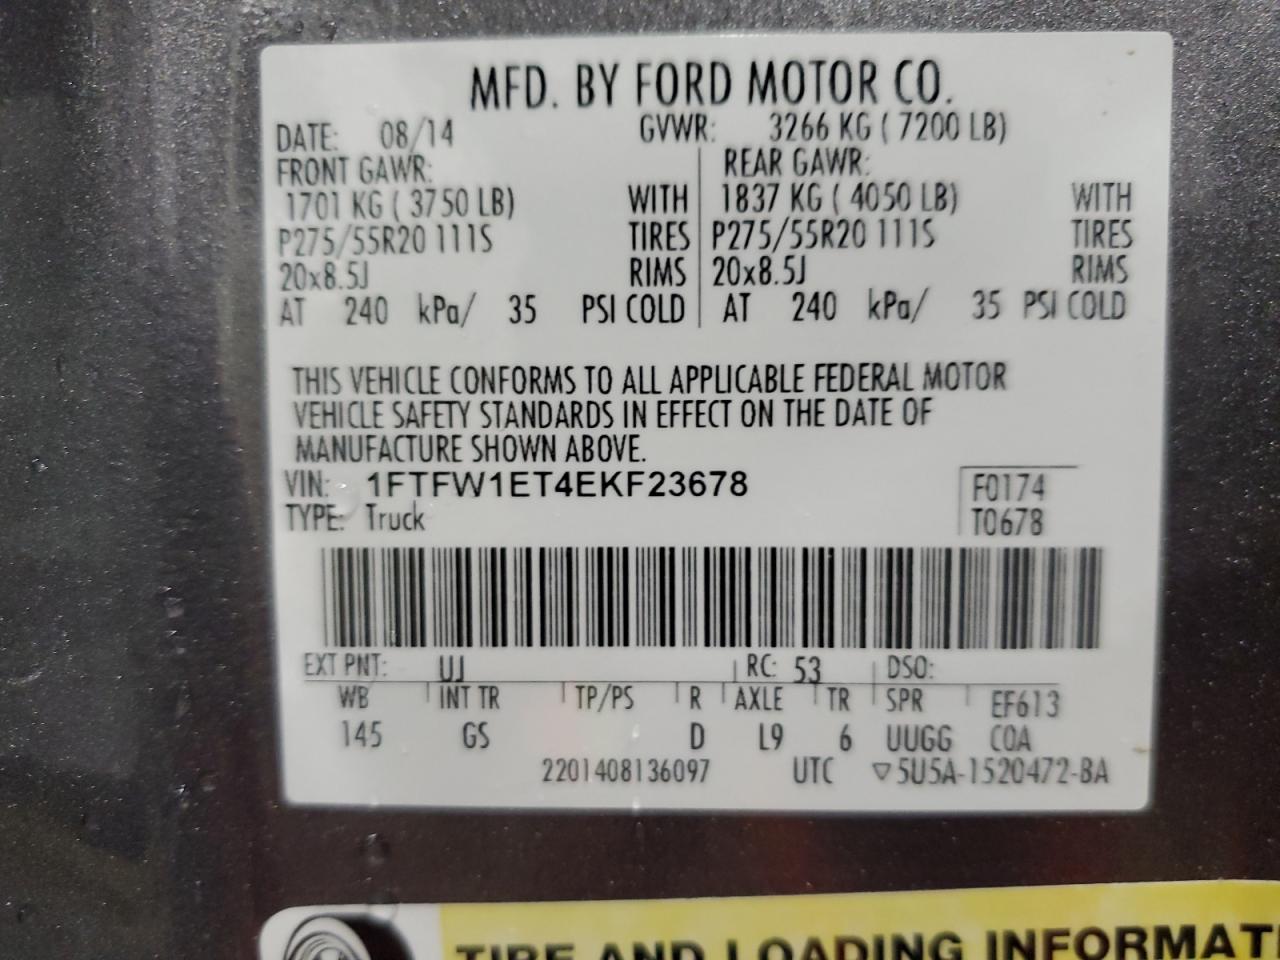 MFD. BY FORD MOTOR CO.
DATE: 08/14 GVWR: 3266 KG ( 7200 LB)
FRONT GAWR: REAR GAWR:
1701 KG ( 3750 LB) WITH 1837 KG ( 4050 LB) WITH
P275/55R20 111S TIRES P275/55R20 111S TIRES
20x8.5J RIMS 20x8.5J RIMS
AT 240 kPa/ 35 PSI COLD AT 240 kPa/ 35 PSI COLD
THIS VEHICLE CONFORMS TO ALL APPLICABLE FEDERAL MOTOR
VEHICLE SAFETY STANDARDS IN EFFECT ON THE DATE OF
MANUFACTURE SHOWN ABOVE.
VIN: 1FTFW1ET4EKF23678 F0174
TYPE: Truck T0678
EXT PNT: UJ RC: 53 DSO:
WB INT TR TP/PS R AXLE TR SPR EF613
145 GS D L9 6 UUGG COA
2201408136097 UTC ▽5U5A-1520472-BA
TIRE AND LOADING INFORMATI